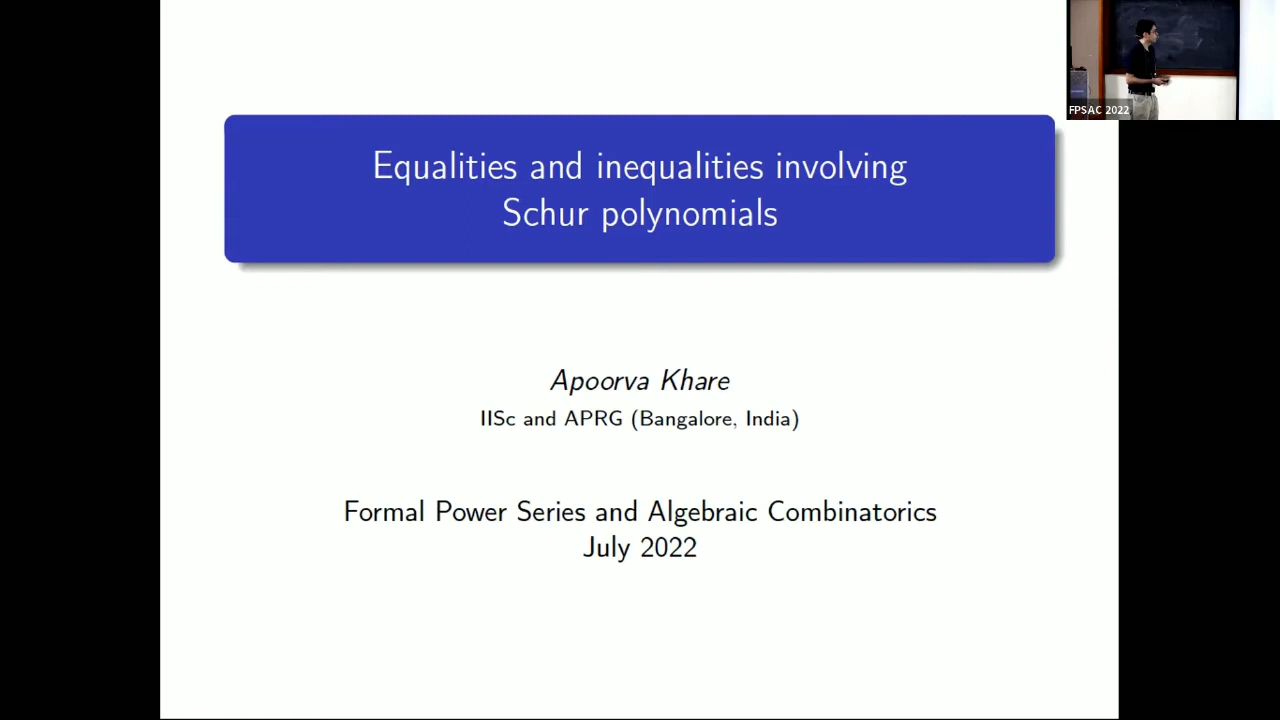 Equalities and inequalities involving
Schur polynomials
Apoorva Khare
IISc and APRG (Bangalore, India)
Formal Power Series and Algebraic Combinatorics
July 2022
FPSAC 2022